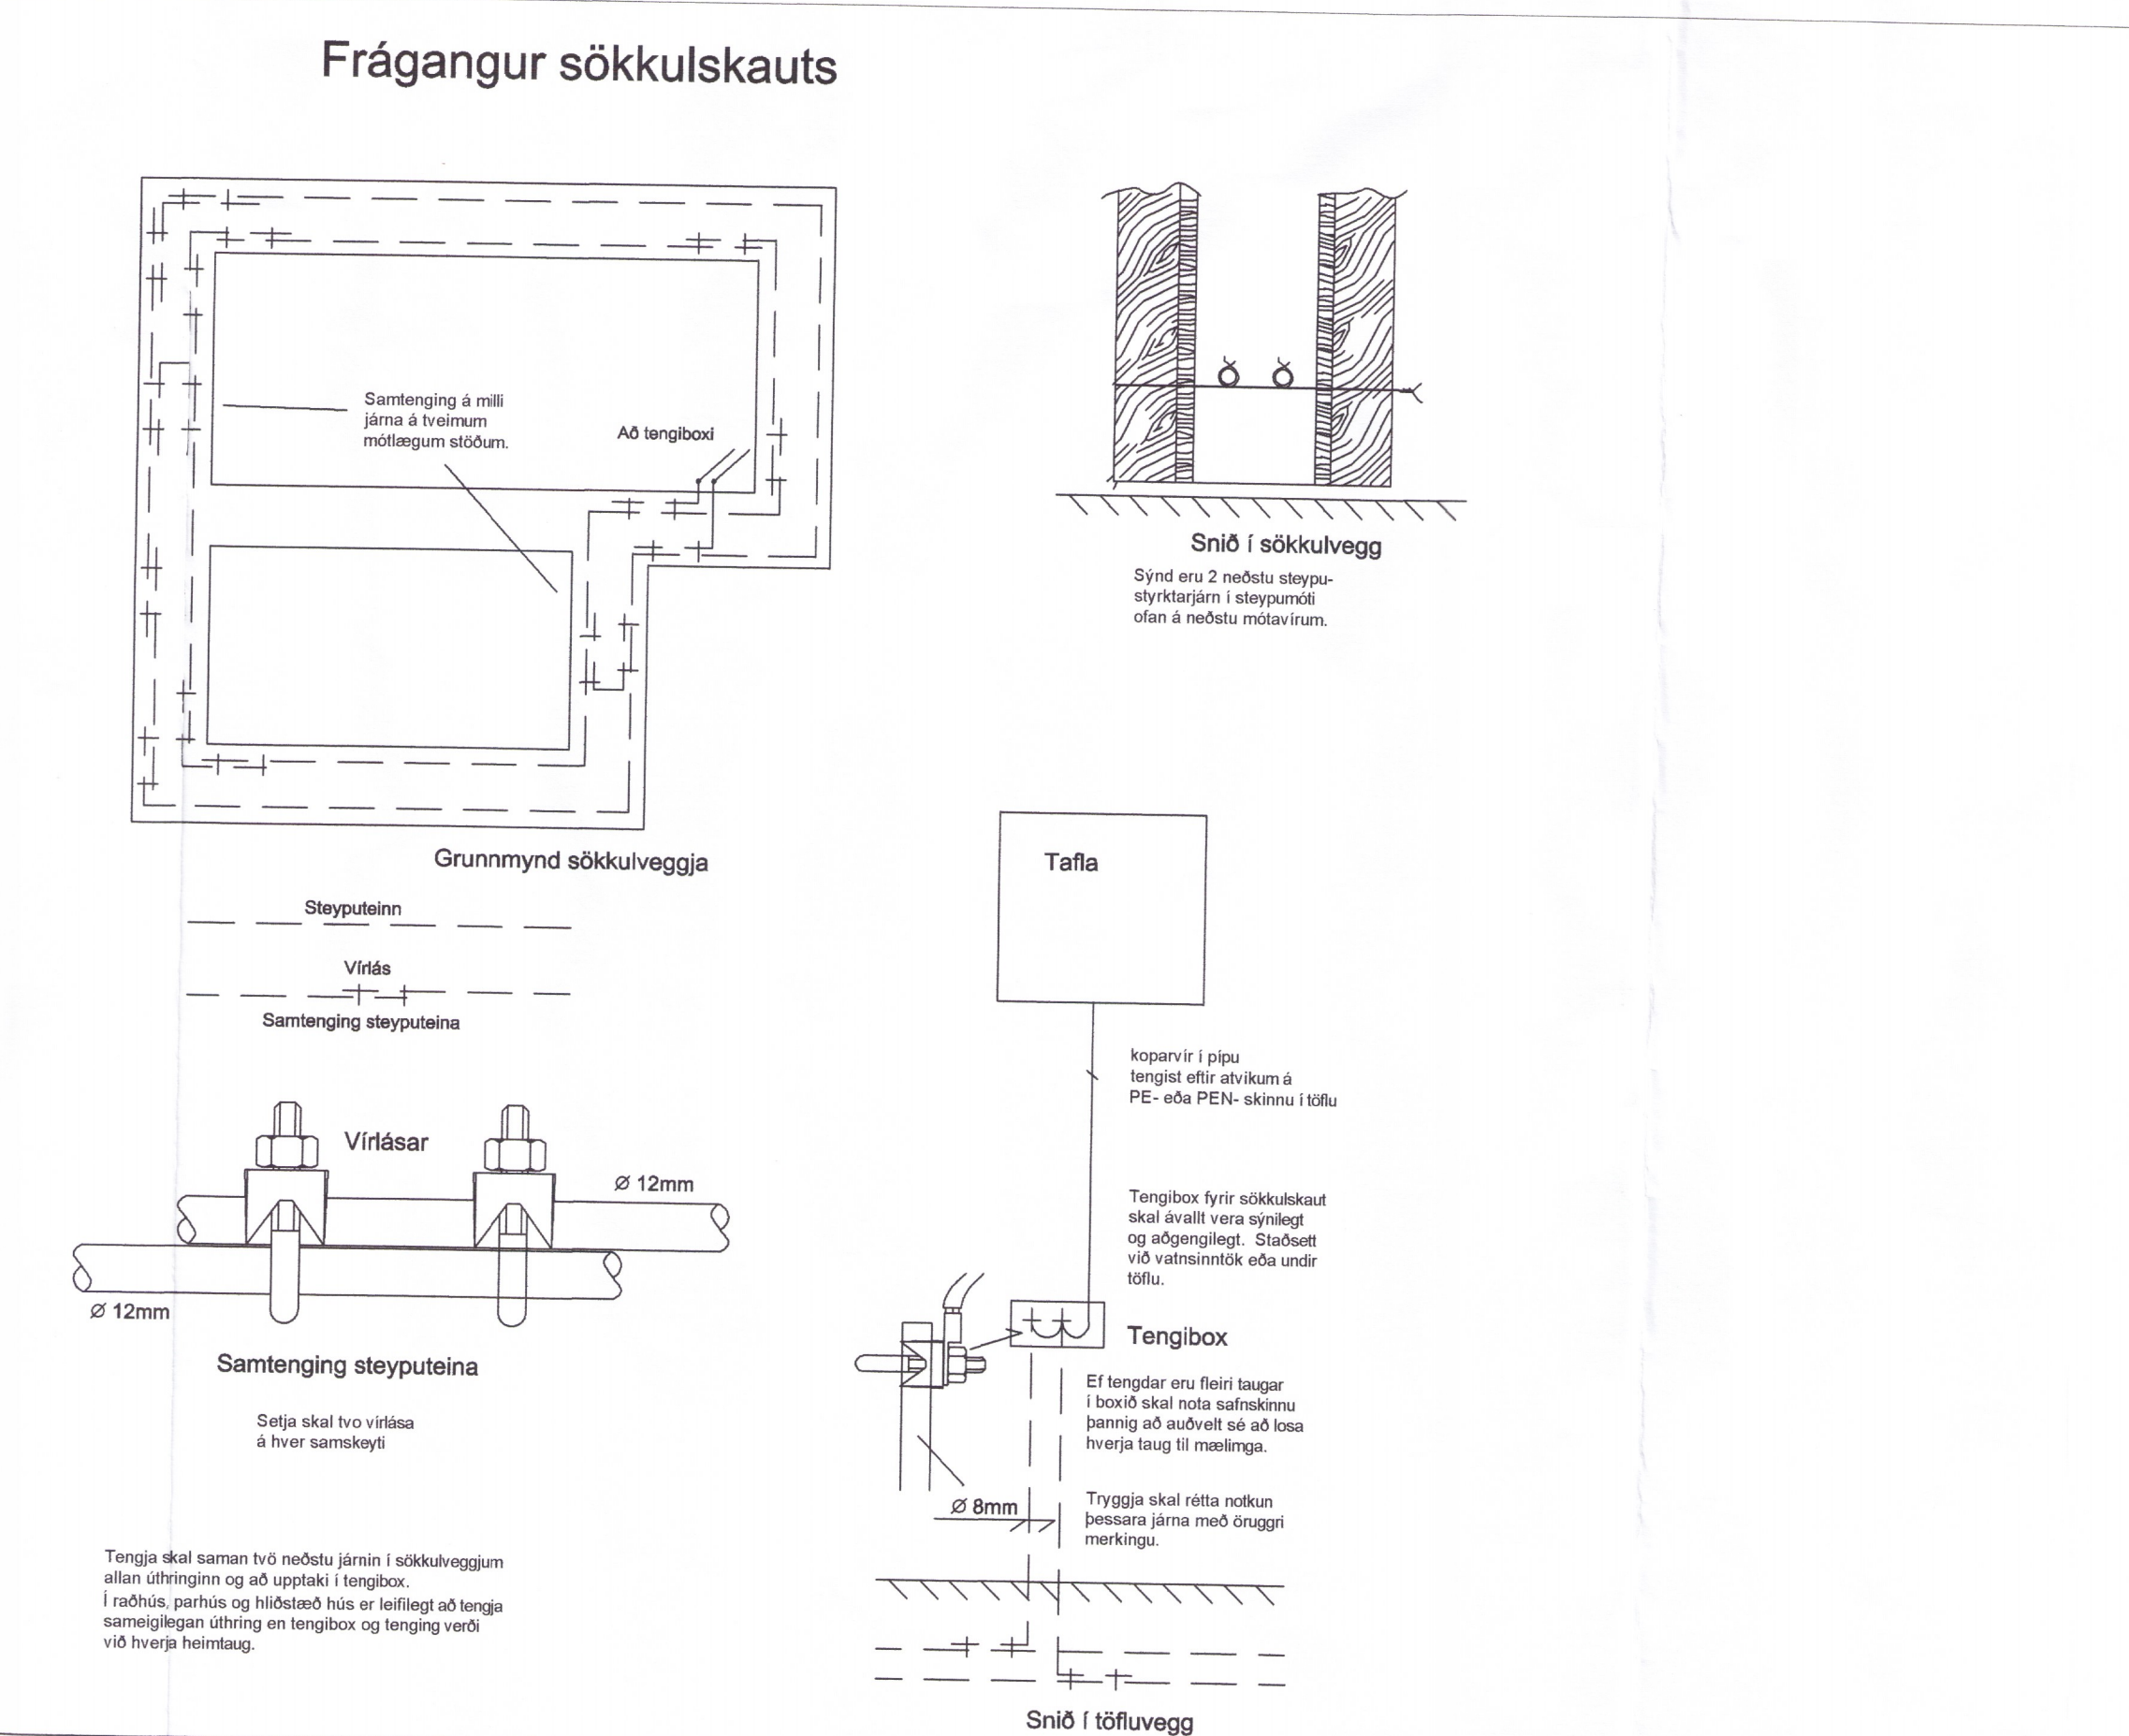 Frágangur sökkulskauts
Samtenging á milli
járna á tveimum
mótlægum stöðum.
Að tengiboxi
Grunnmynd sökkulveggja
Snið í sökkulvegg
Sýnd eru 2 neðstu steypu-
styrktarjárn í steypumóti
ofan á neðstu mótavírum.
Steyputeinn
Vírlás
Samtenging steyputeina
Vírlásar
Ø 12mm
Ø 12mm
Samtenging steyputeina
Setja skal tvo vírlása
á hver samskeyti
Tengja skal saman tvö neðstu járnin í sökkulveggjum
allan úthringinn og að upptaki í tengibox.
Í raðhús, parhús og hliðstæð hús er leifilegt að tengja
sameigilegan úthring en tengibox og tenging verði
við hverja heimtaug.
Tafla
koparvír í pípu
tengist eftir atvikum á
PE- eða PEN- skinnu í töflu
Tengibox fyrir sökkulskaut
skal ávallt vera sýnilegt
og aðgengilegt. Staðsett
við vatnsinntök eða undir
töflu.
Tengibox
Ef tengdar eru fleiri taugar
í boxið skal nota safnskinnu
þannig að auðvelt sé að losa
hverja taug til mælimga.
Ø 8mm
Tryggja skal rétta notkun
þessara járna með öruggri
merkingu.
Snið í töfluvegg